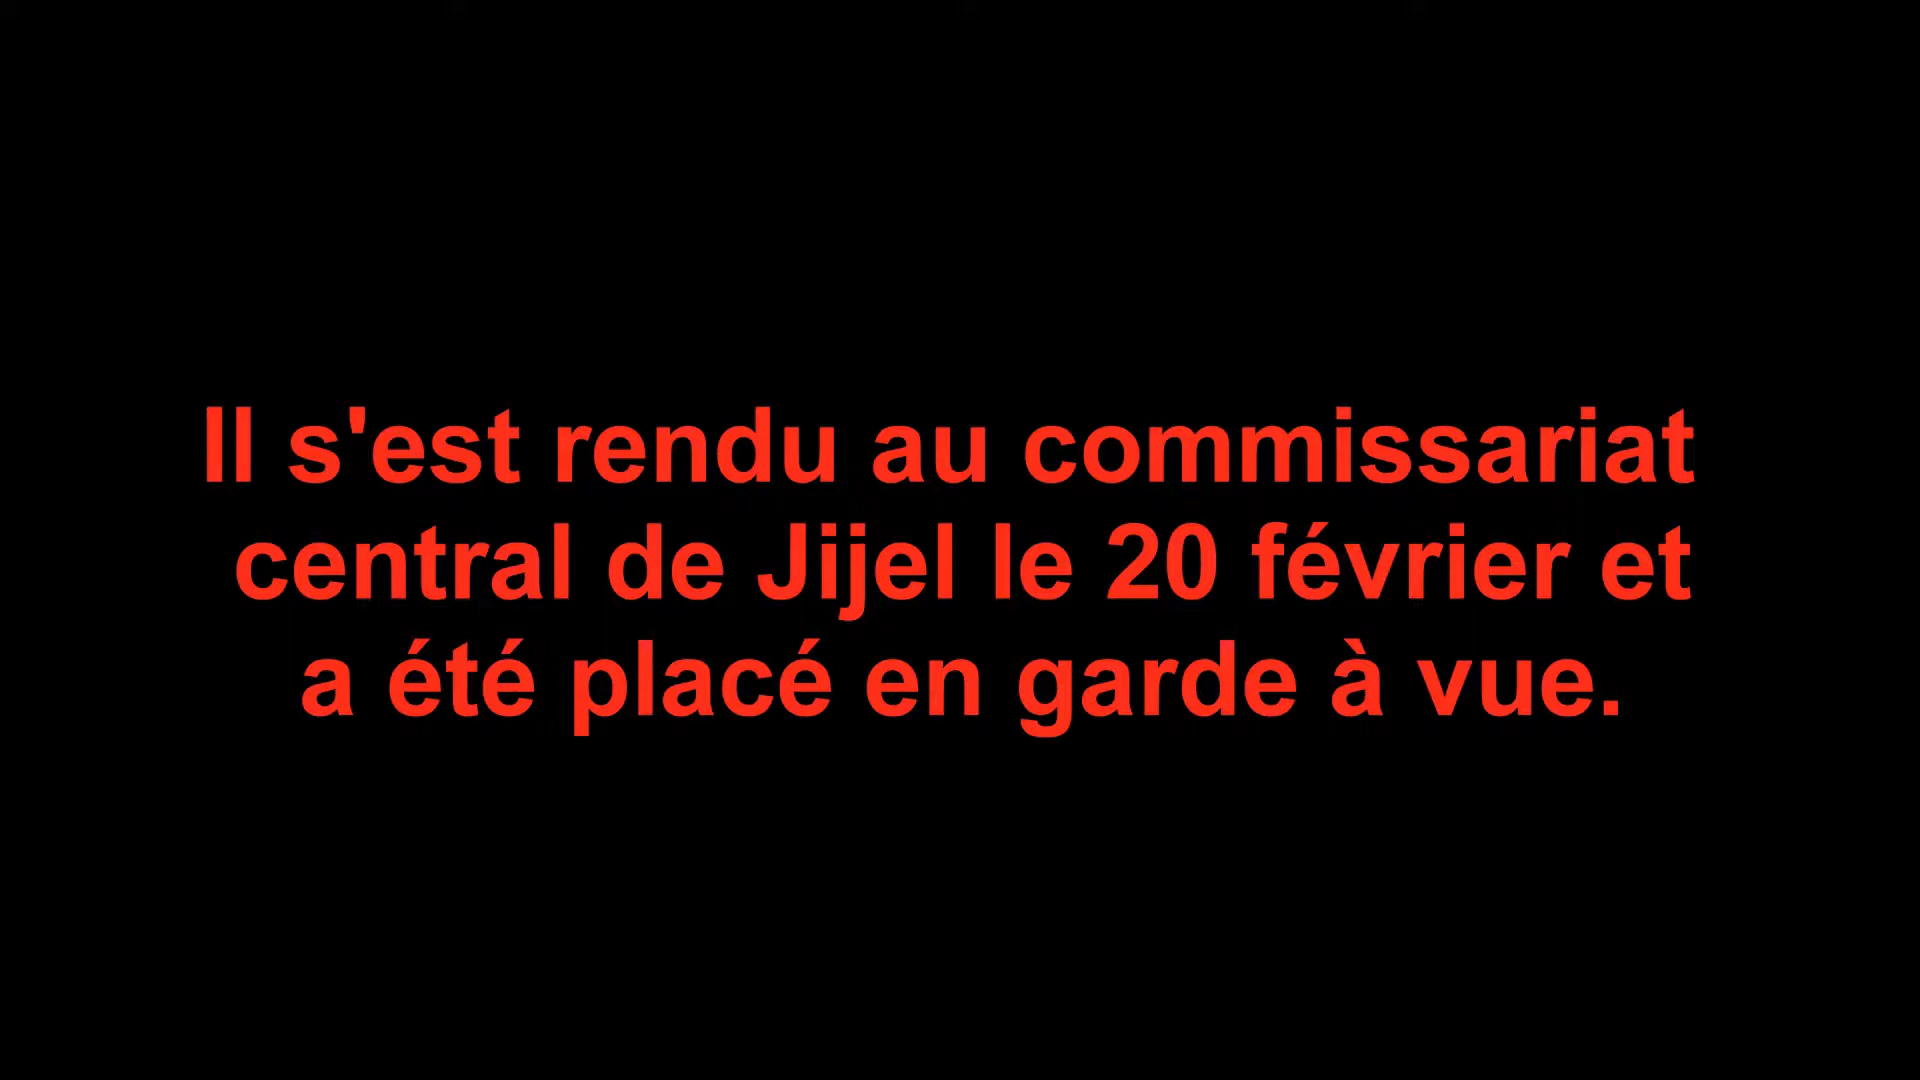 Il s'est rendu au commissariat
central de Jijel le 20 février et
a été placé en garde à vue.